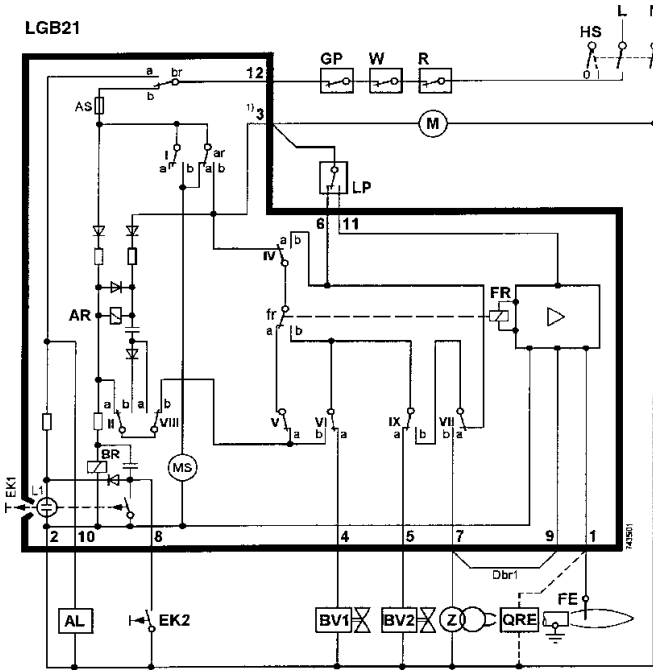 LGB21
L
HS
0
I
GP
W
R
a
br
12
b
AS
1) 3
M
I
ar
a
b
a
b
LP
6
11
a
b
IV
AR
fr
a
b
FR
a
b
a
b
II
VIII
V
b
VI
a
IX
b
a
VII
b
a
BR
MS
EK1
L1
2
10
8
4
5
7
9
1
743501
Dbr1
AL
EK2
BV1
BV2
Z
QRE
FE